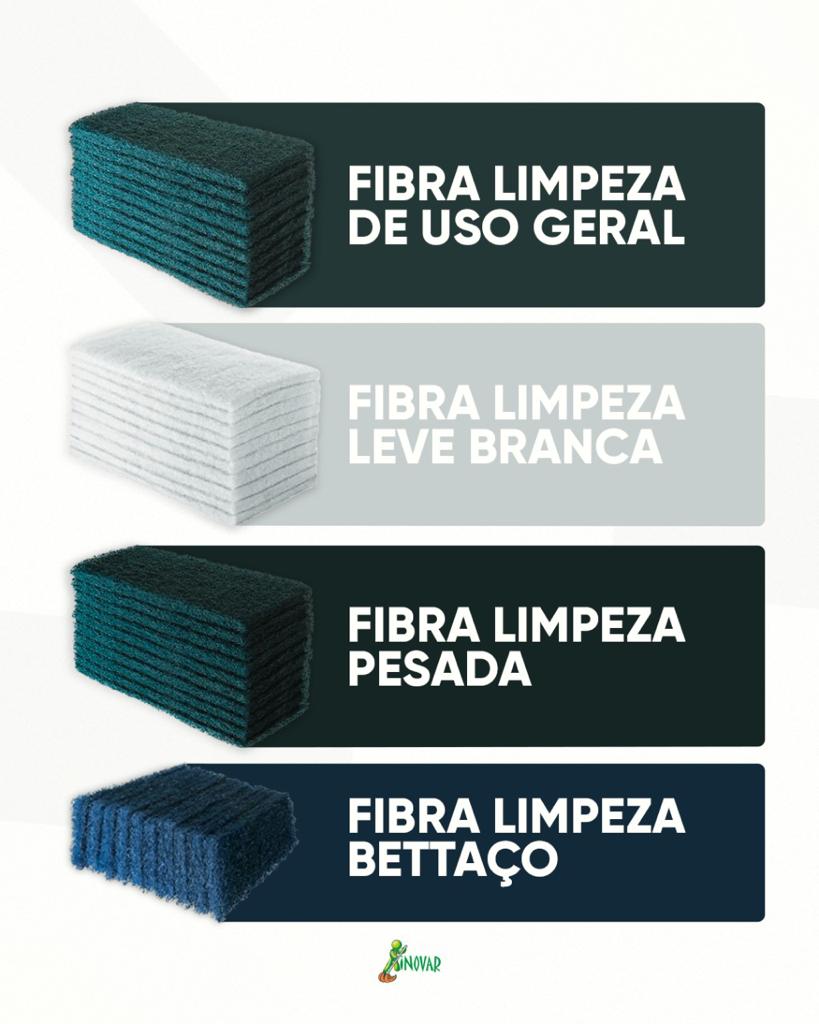 FIBRA LIMPEZA
DE USO GERAL
FIBRA LIMPEZA
LEVE BRANCA
FIBRA LIMPEZA
PESADA
FIBRA LIMPEZA
BETTAÇO
INOVAR